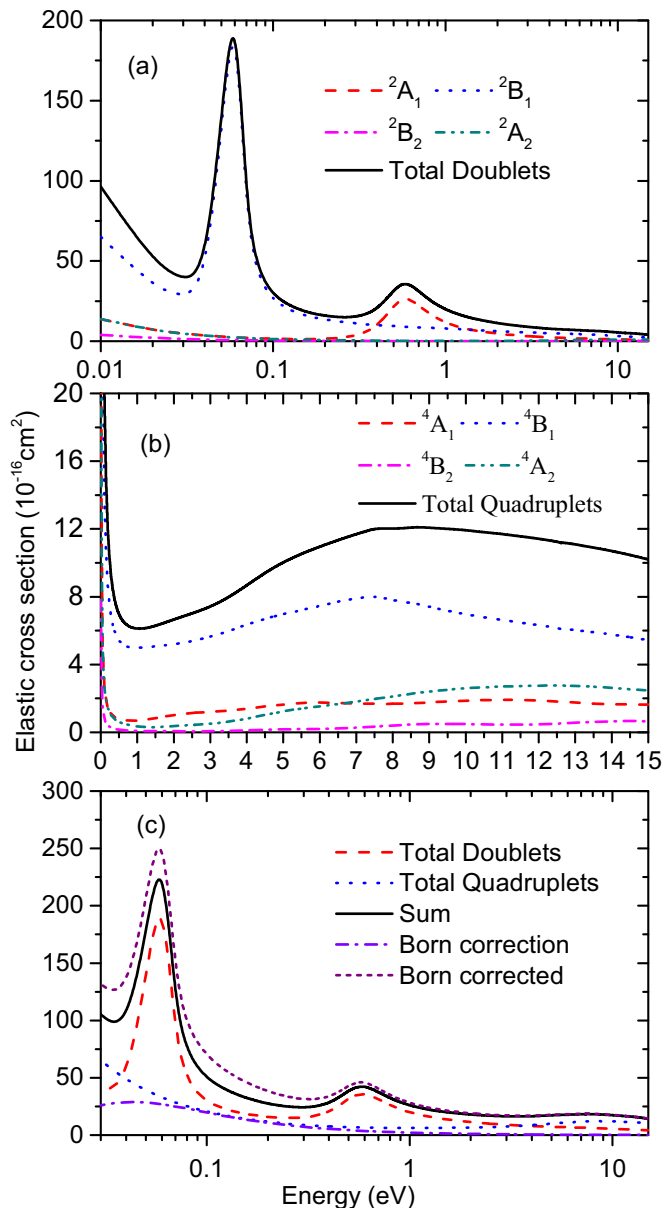 200
(a)
²A₁ ²B₁
150
²B₂ ²A₂
100
Total Doublets
50
0
0.01 0.1 1 10
20
(b)
⁴A₁ ⁴B₁
16
⁴B₂ ⁴A₂
Total Quadruplets
12
8
4
0
0 1 2 3 4 5 6 7 8 9 10 11 12 13 14 15
Elastic cross section (10⁻¹⁶cm²)
300
(c)
250
Total Doublets
Total Quadruplets
200
Sum
Born correction
150
Born corrected
100
50
0
0.1 1 10
Energy (eV)